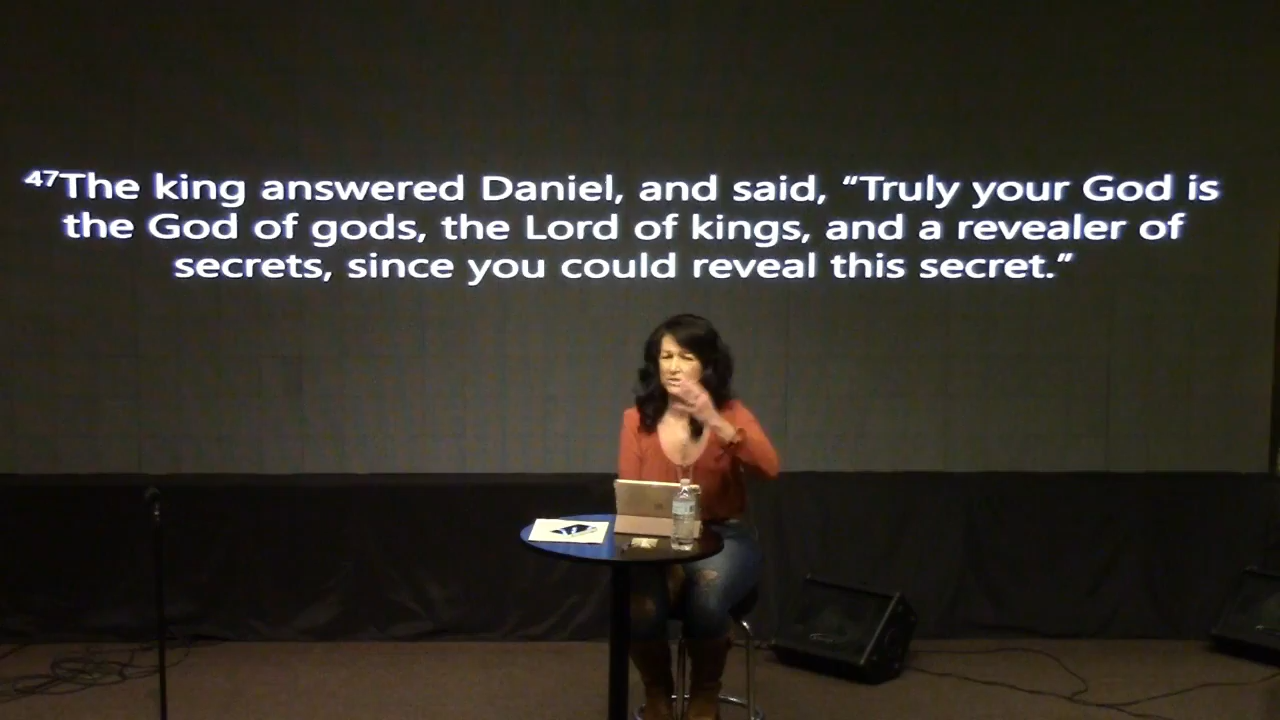 ⁴⁷The king answered Daniel, and said, “Truly your God is
the God of gods, the Lord of kings, and a revealer of
secrets, since you could reveal this secret.”